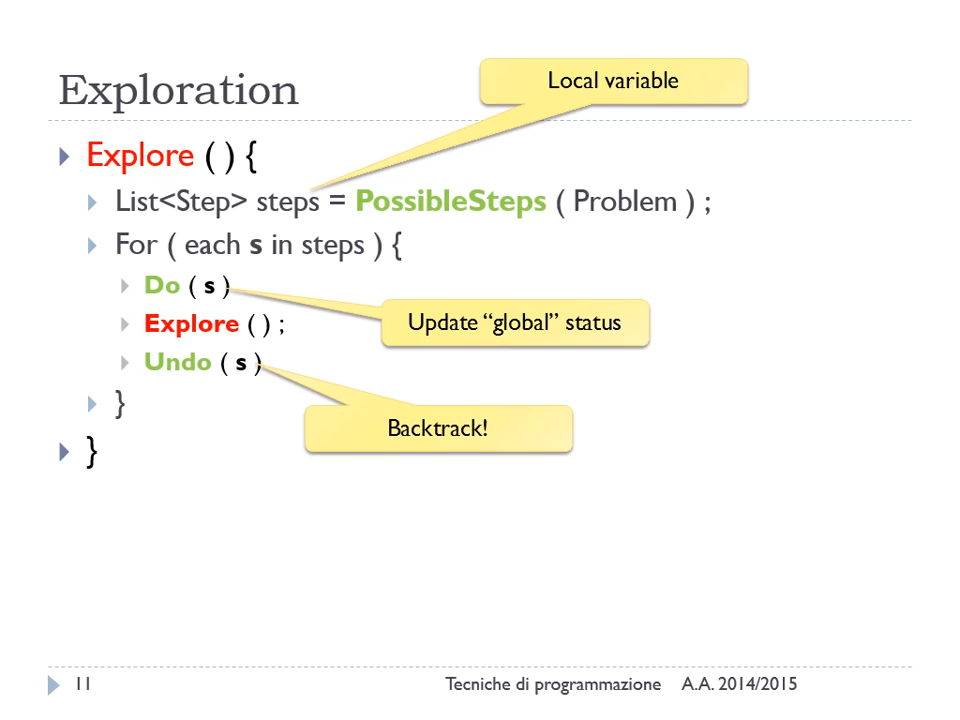 Exploration
Local variable
Explore ( ) {
List<Step> steps = PossibleSteps ( Problem ) ;
For ( each s in steps ) {
Do ( s )
Update “global” status
Explore ( ) ;
Undo ( s )
}
Backtrack!
}
11 Tecniche di programmazione A.A. 2014/2015